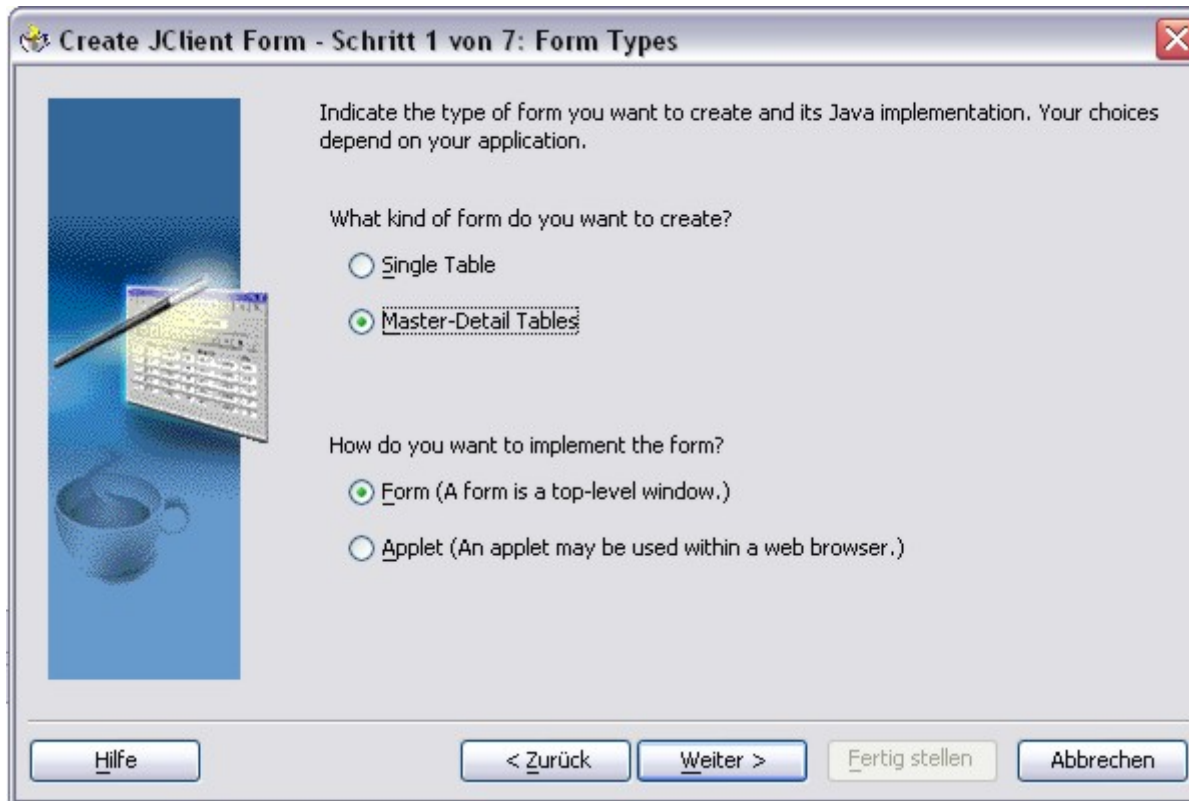 Create JClient Form - Schritt 1 von 7: Form Types
Indicate the type of form you want to create and its Java implementation. Your choices
depend on your application.
What kind of form do you want to create?
Single Table
Master-Detail Tables
How do you want to implement the form?
Form (A form is a top-level window.)
Applet (An applet may be used within a web browser.)
Hilfe
< Zurück
Weiter >
Fertig stellen
Abbrechen